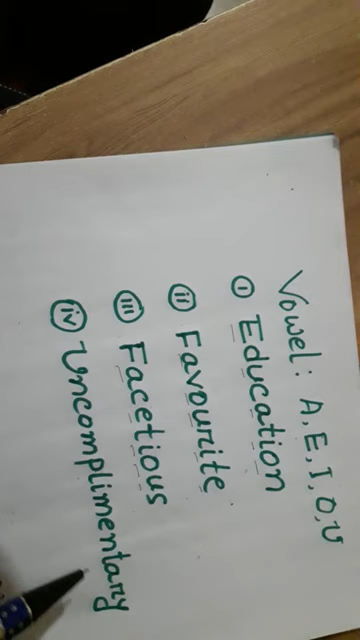 Vowel: A, E, I, O, U
(i) Education
(ii) Favourite
(iii) Facetious
(iv) Uncomplimentary